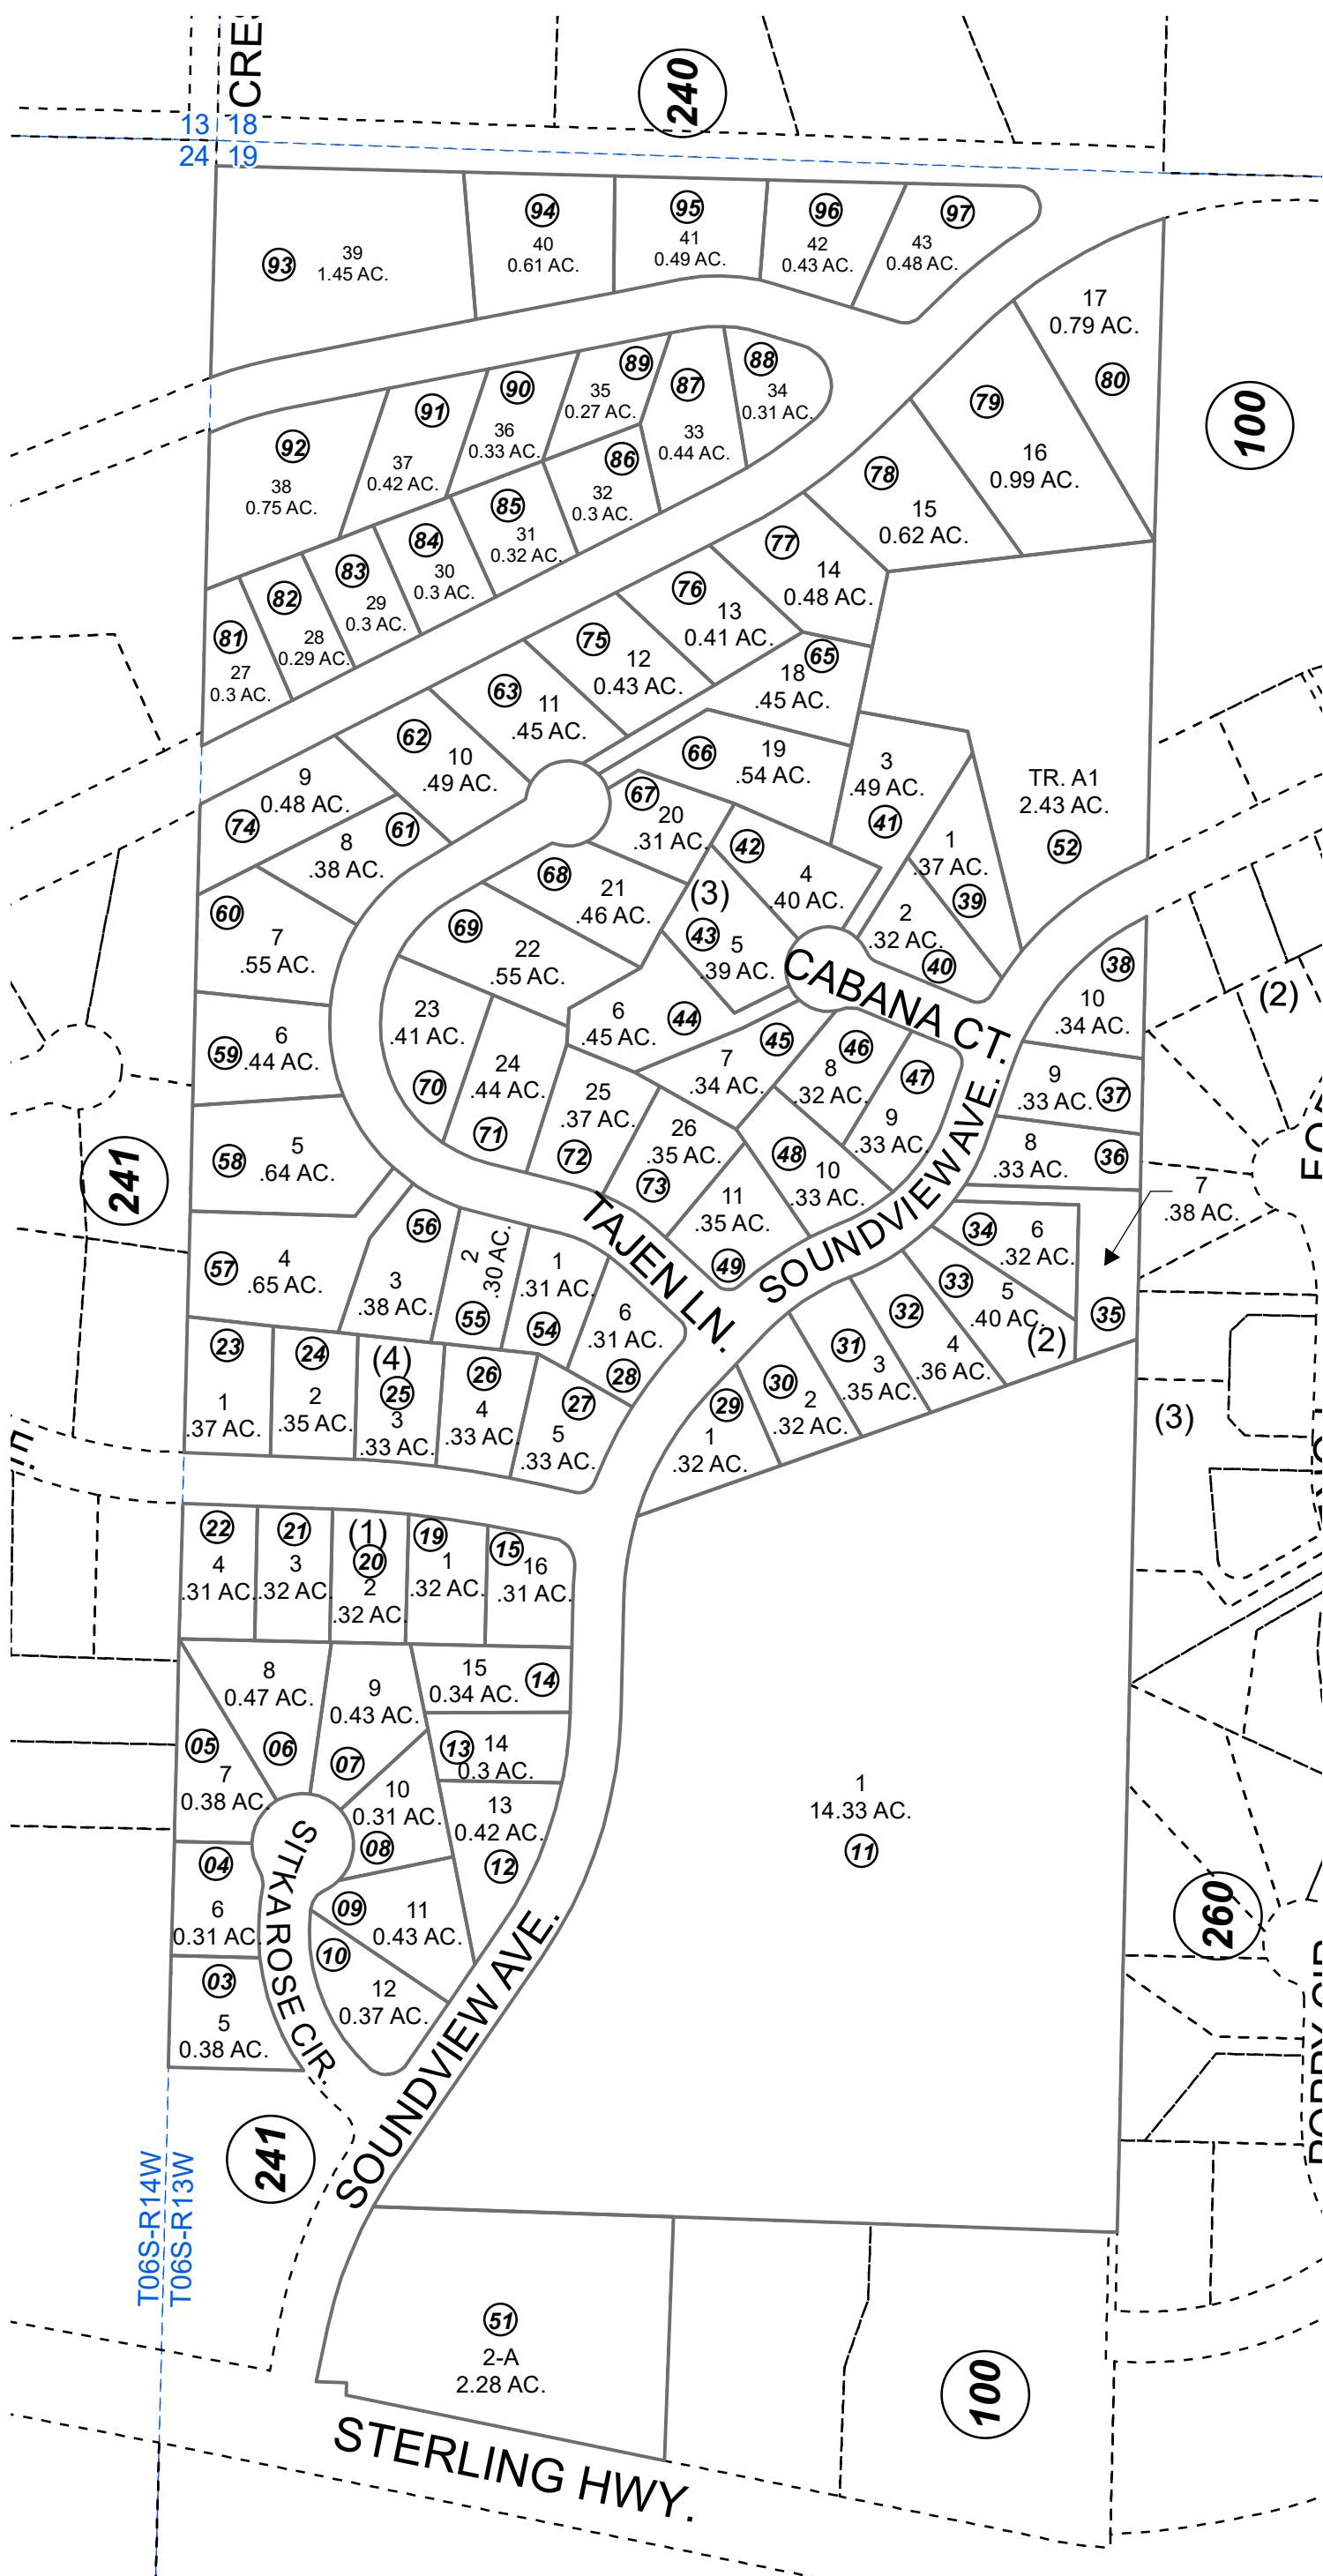 CRES
240
13 18
24 19
94
95
96
97
93
39
1.45 AC.
40
0.61 AC.
41
0.49 AC.
42
0.43 AC.
43
0.48 AC.
17
0.79 AC.
80
100
88
34
0.31 AC.
89
35
0.27 AC.
87
33
0.44 AC.
90
36
0.33 AC.
91
37
0.42 AC.
92
38
0.75 AC.
79
16
0.99 AC.
86
32
0.3 AC.
78
15
0.62 AC.
85
31
0.32 AC.
84
30
0.3 AC.
83
29
0.3 AC.
82
28
0.29 AC.
81
27
0.3 AC.
77
14
0.48 AC.
76
13
0.41 AC.
75
12
0.43 AC.
65
18
.45 AC.
63
11
.45 AC.
62
10
.49 AC.
66
19
.54 AC.
3
.49 AC.
41
TR. A1
2.43 AC.
52
9
0.48 AC.
74
67
20
.31 AC.
61
8
.38 AC.
42
4
.40 AC.
1
.37 AC.
39
68
21
.46 AC.
(3)
60
7
.55 AC.
69
22
.55 AC.
43
5
.39 AC.
2
.32 AC.
40
CABANA CT.
38
10
.34 AC.
(2)
23
.41 AC.
70
6
.45 AC.
44
59
6
.44 AC.
24
.44 AC.
71
7
.34 AC.
45
46
8
.32 AC.
47
9
.33 AC.
9
.33 AC.
37
25
.37 AC.
72
26
.35 AC.
73
48
10
.33 AC.
8
.33 AC.
36
241
58
5
.64 AC.
11
.35 AC.
49
SOUNDVIEW AVE.
7
.38 AC.
35
56
3
.38 AC.
2
.30 AC.
55
1
.31 AC.
54
TAJEN LN.
34
6
.32 AC.
57
4
.65 AC.
33
5
.40 AC.
(2)
32
4
.36 AC.
31
3
.35 AC.
30
2
.32 AC.
29
1
.32 AC.
6
.31 AC.
28
23
1
.37 AC.
24
2
.35 AC.
(4)
25
3
.33 AC.
26
4
.33 AC.
27
5
.33 AC.
(3)
22
4
.31 AC.
21
3
.32 AC.
(1)
20
2
.32 AC.
19
1
.32 AC.
15
16
.31 AC.
8
0.47 AC.
06
9
0.43 AC.
07
15
0.34 AC.
14
05
7
0.38 AC.
13
14
0.3 AC.
10
0.31 AC.
08
13
0.42 AC.
12
1
14.33 AC.
11
04
6
0.31 AC.
SITKA ROSE CIR.
09
11
0.43 AC.
10
12
0.37 AC.
03
5
0.38 AC.
260
SOUNDVIEW AVE.
241
T06S-R14W
T06S-R13W
51
2-A
2.28 AC.
100
STERLING HWY.